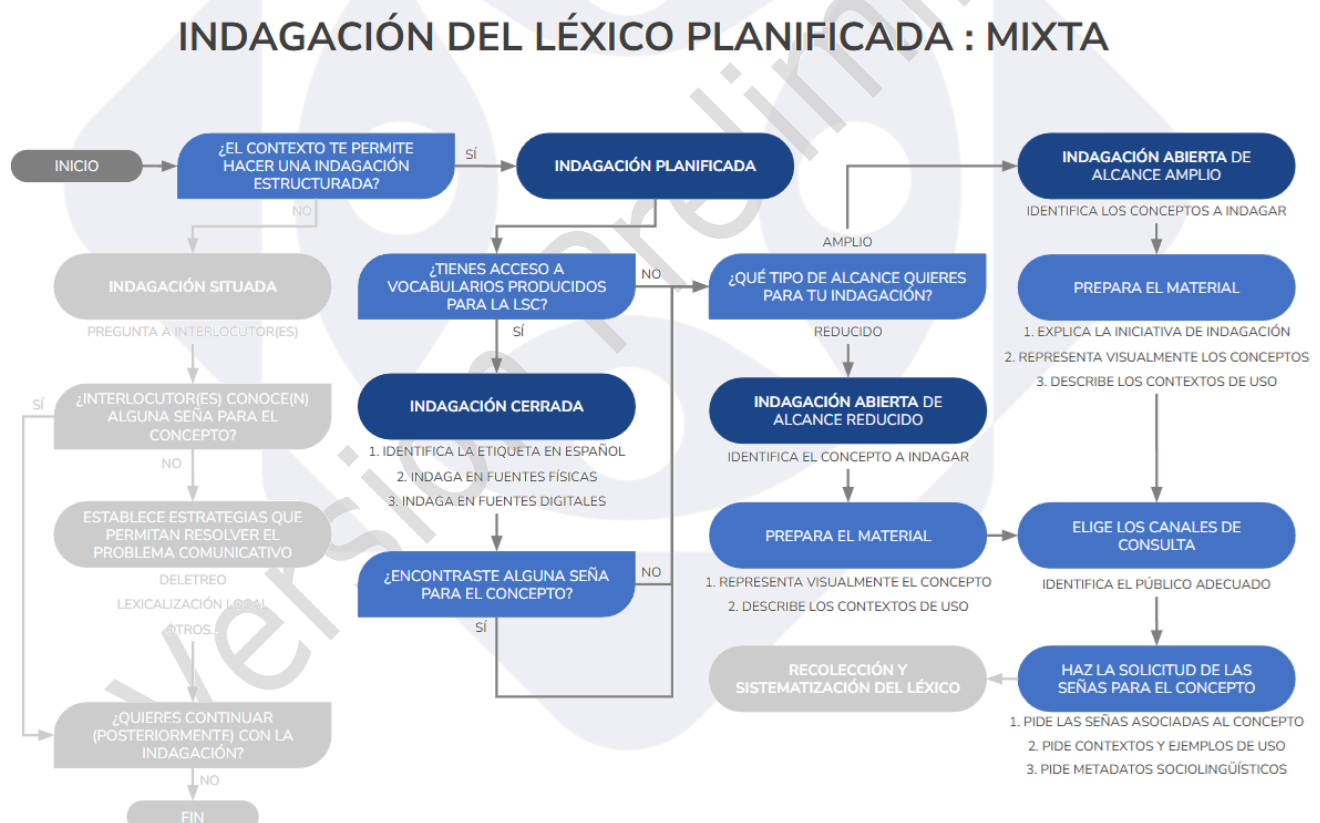 INDAGACIÓN DEL LÉXICO PLANIFICADA : MIXTA
INICIO
¿EL CONTEXTO TE PERMITE
HACER UNA INDAGACIÓN
ESTRUCTURADA?
SÍ
NO
INDAGACIÓN PLANIFICADA
INDAGACIÓN SITUADA
PREGUNTA A INTERLOCUTOR(ES)
¿INTERLOCUTOR(ES) CONOCE(N)
ALGUNA SEÑA PARA EL
CONCEPTO?
SÍ
NO
ESTABLECE ESTRATEGIAS QUE
PERMITAN RESOLVER EL
PROBLEMA COMUNICATIVO
DELETREO
LEXICALIZACIÓN LOCAL
OTROS...
¿QUIERES CONTINUAR
(POSTERIORMENTE) CON LA
INDAGACIÓN?
NO
FIN
¿TIENES ACCESO A
VOCABULARIOS PRODUCIDOS
PARA LA LSC?
NO
SÍ
INDAGACIÓN CERRADA
1. IDENTIFICA LA ETIQUETA EN ESPAÑOL
2. INDAGA EN FUENTES FÍSICAS
3. INDAGA EN FUENTES DIGITALES
¿ENCONTRASTE ALGUNA SEÑA
PARA EL CONCEPTO?
NO
SÍ
AMPLIO
¿QUÉ TIPO DE ALCANCE QUIERES
PARA TU INDAGACIÓN?
REDUCIDO
INDAGACIÓN ABIERTA DE
ALCANCE REDUCIDO
IDENTIFICA EL CONCEPTO A INDAGAR
PREPARA EL MATERIAL
1. REPRESENTA VISUALMENTE EL CONCEPTO
2. DESCRIBE LOS CONTEXTOS DE USO
INDAGACIÓN ABIERTA DE
ALCANCE AMPLIO
IDENTIFICA LOS CONCEPTOS A INDAGAR
PREPARA EL MATERIAL
1. EXPLICA LA INICIATIVA DE INDAGACIÓN
2. REPRESENTA VISUALMENTE LOS CONCEPTOS
3. DESCRIBE LOS CONTEXTOS DE USO
ELIGE LOS CANALES DE
CONSULTA
IDENTIFICA EL PÚBLICO ADECUADO
HAZ LA SOLICITUD DE LAS
SEÑAS PARA EL CONCEPTO
1. PIDE LAS SEÑAS ASOCIADAS AL CONCEPTO
2. PIDE CONTEXTOS Y EJEMPLOS DE USO
3. PIDE METADATOS SOCIOLINGÜÍSTICOS
RECOLECCIÓN Y
SISTEMATIZACIÓN DEL LÉXICO
Versión Prelim